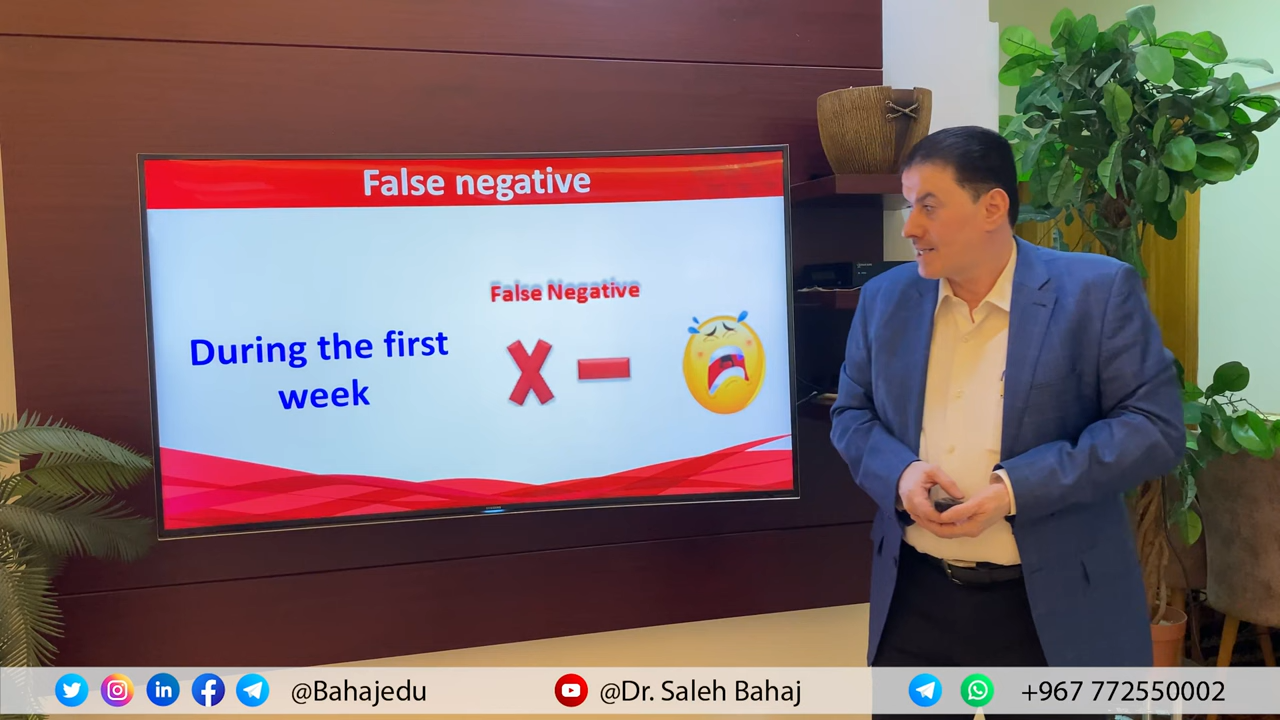 False negative
False Negative
During the first
week
X –
@Bahajedu
@Dr. Saleh Bahaj
+967 772550002